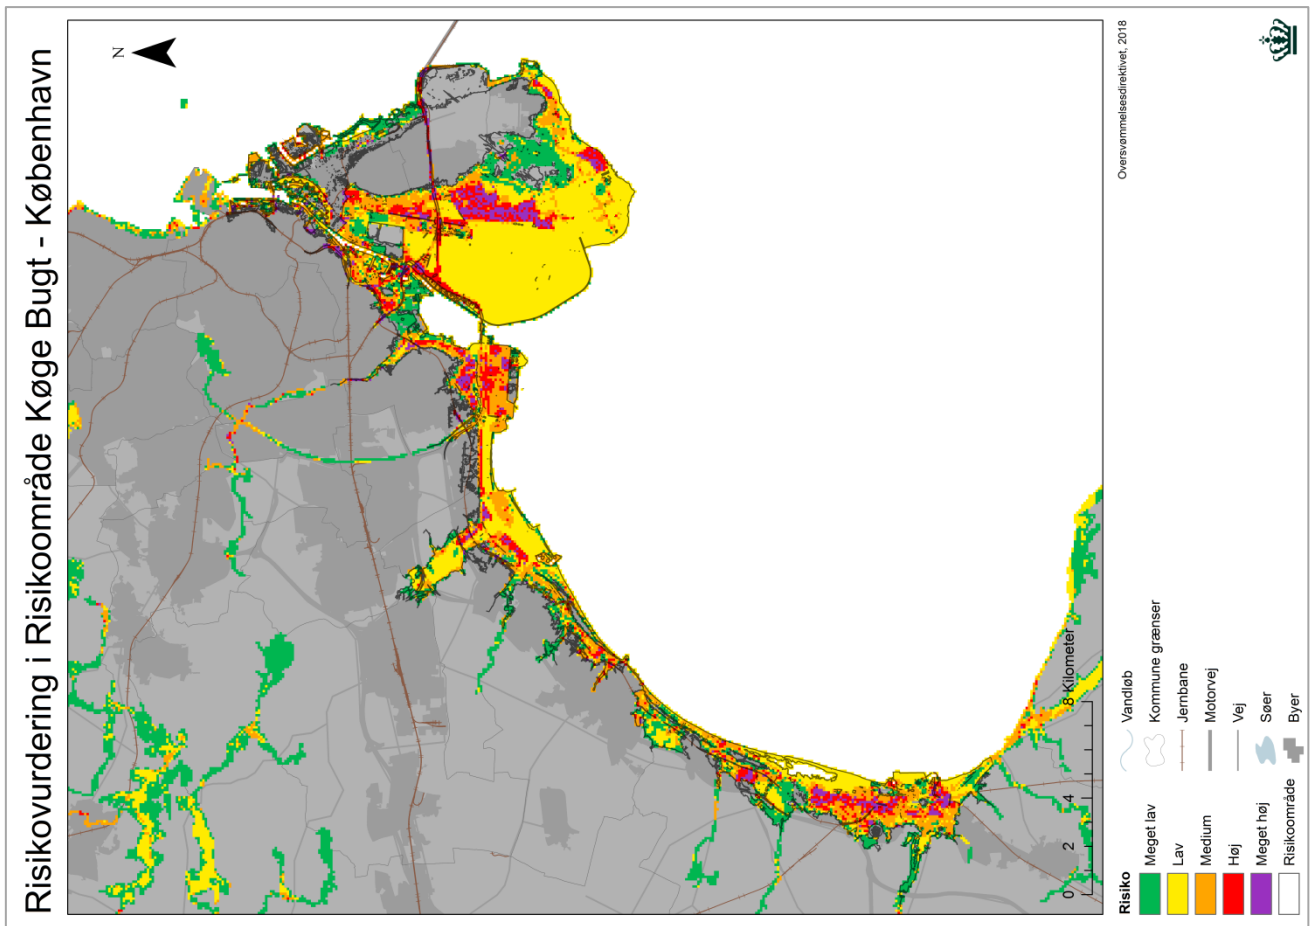 Risikovurdering i Risikoområde Køge Bugt - København
N
0 2 4 8 Kilometer
Risiko
Meget lav
Lav
Medium
Høj
Meget høj
Risikoområde
Vandløb
Kommune grænser
Jernbane
Motorvej
Vej
Søer
Byer
Oversvømmelsesdirektivet, 2018